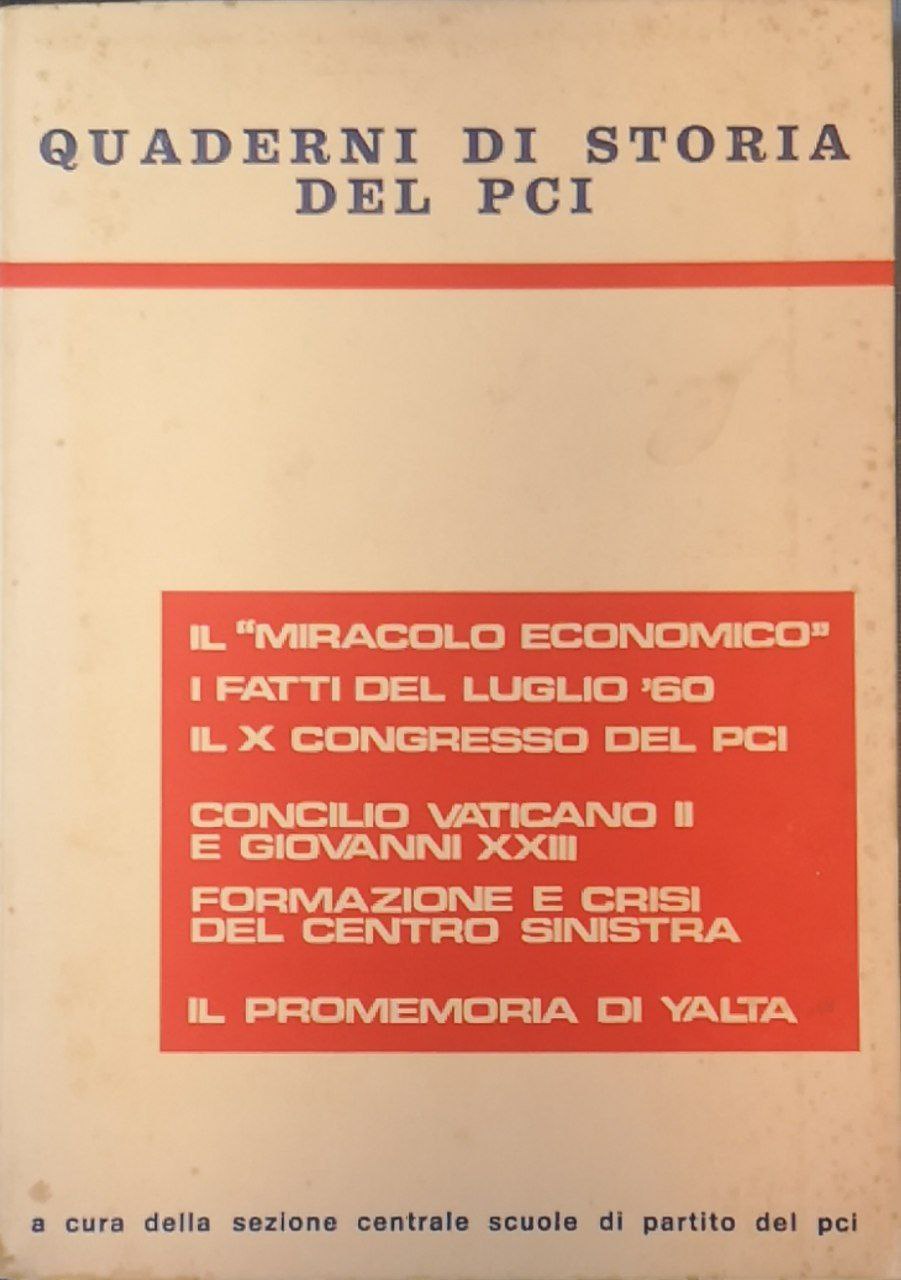 QUADERNI DI STORIA
DEL PCI
IL "MIRACOLO ECONOMICO"
I FATTI DEL LUGLIO '60
IL X CONGRESSO DEL PCI
CONCILIO VATICANO II
E GIOVANNI XXIII
FORMAZIONE E CRISI
DEL CENTRO SINISTRA
IL PROMEMORIA DI YALTA
a cura della sezione centrale scuole di partito del pci